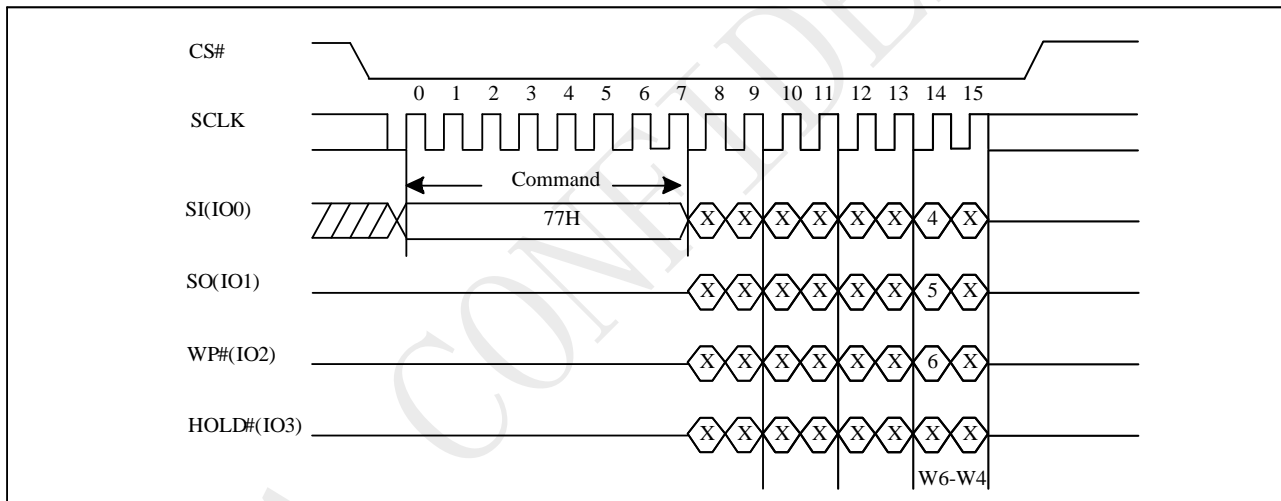 CS#
0 1 2 3 4 5 6 7 8 9 10 11 12 13 14 15
SCLK
Command
SI(IO0) 77H X X X X X X 4 X
SO(IO1) X X X X X X 5 X
WP#(IO2) X X X X X X 6 X
HOLD#(IO3) X X X X X X X X
W6-W4